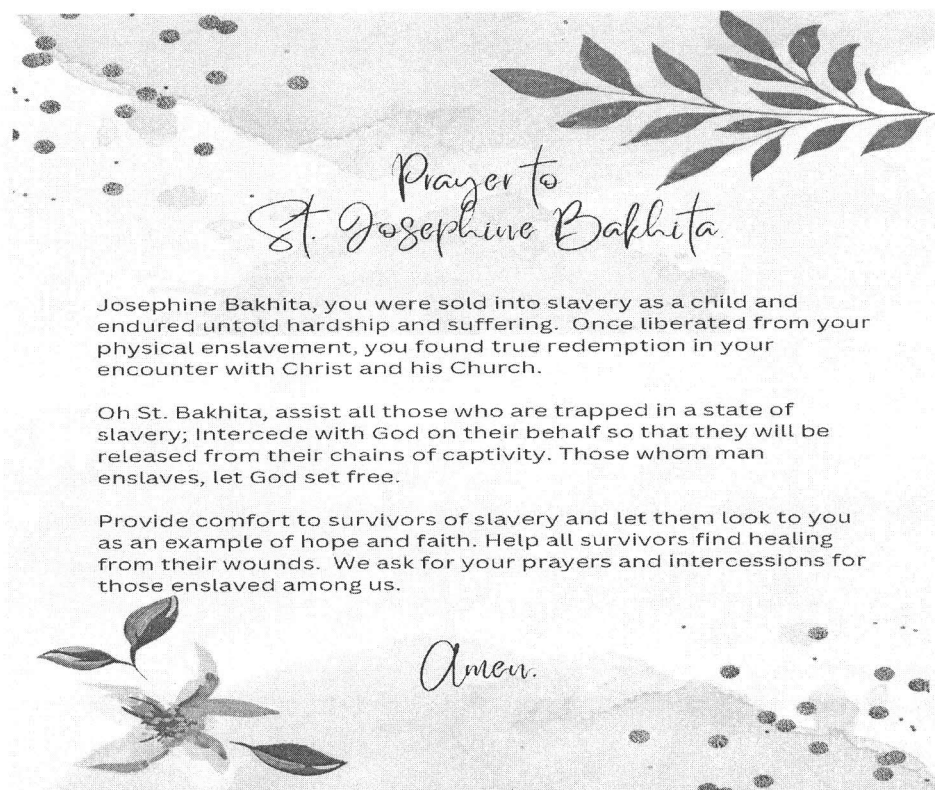 Prayer to
St. Josephine Bakhita
Josephine Bakhita, you were sold into slavery as a child and
endured untold hardship and suffering.  Once liberated from your
physical enslavement, you found true redemption in your
encounter with Christ and his Church.
Oh St. Bakhita, assist all those who are trapped in a state of
slavery; Intercede with God on their behalf so that they will be
released from their chains of captivity. Those whom man
enslaves, let God set free.
Provide comfort to survivors of slavery and let them look to you
as an example of hope and faith. Help all survivors find healing
from their wounds.  We ask for your prayers and intercessions for
those enslaved among us.
Amen.